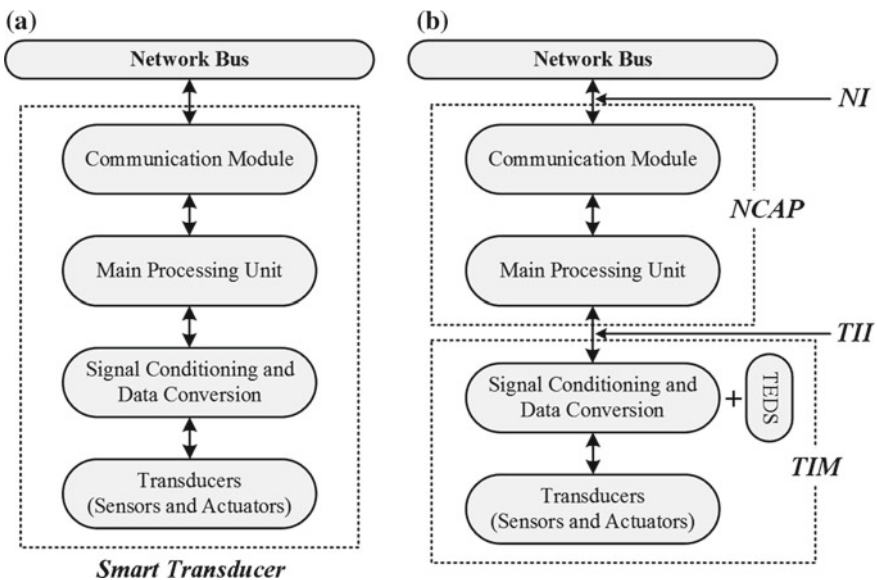 (a)
Network Bus
Communication Module
Main Processing Unit
Signal Conditioning and
Data Conversion
Transducers
(Sensors and Actuators)
Smart Transducer
(b)
Network Bus
NI
Communication Module
NCAP
Main Processing Unit
TII
Signal Conditioning and
Data Conversion
+
TEDS
TIM
Transducers
(Sensors and Actuators)